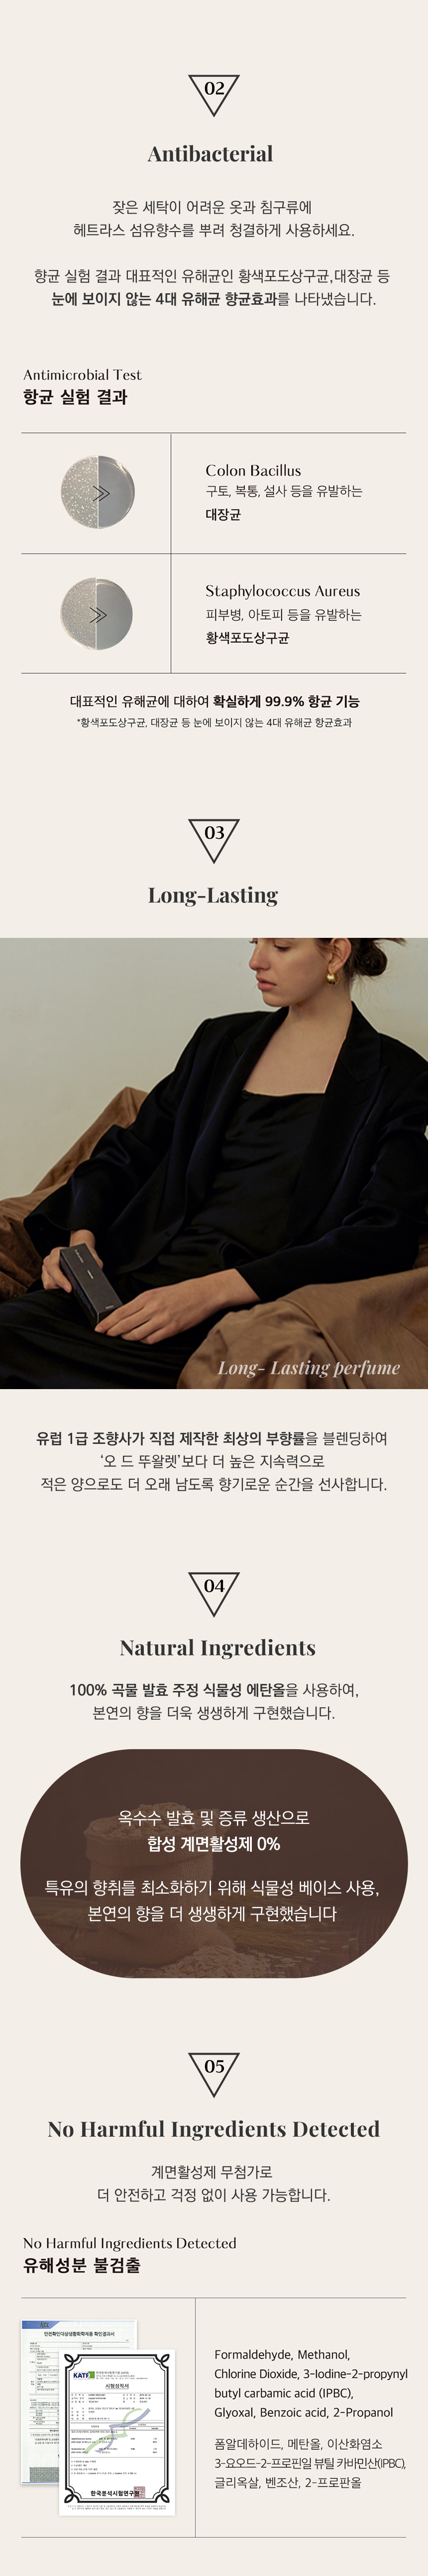 02
Antibacterial
잦은 세탁이 어려운 옷과 침구류에
헤트라스 섬유향수를 뿌려 청결하게 사용하세요.
향균 실험 결과 대표적인 유해균인 황색포도상구균,대장균 등
눈에 보이지 않는 4대 유해균 향균효과를 나타냈습니다.
Antimicrobial Test
항균 실험 결과
Colon Bacillus
구토, 복통, 설사 등을 유발하는
대장균
Staphylococcus Aureus
피부병, 아토피 등을 유발하는
황색포도상구균
대표적인 유해균에 대하여 확실하게 99.9% 항균 기능
*황색포도상구균, 대장균 등 눈에 보이지 않는 4대 유해균 향균효과
03
Long-Lasting
Long- Lasting perfume
유럽 1급 조향사가 직접 제작한 최상의 부향률을 블렌딩하여
‘오 드 뚜왈렛’보다 더 높은 지속력으로
적은 양으로도 더 오래 남도록 향기로운 순간을 선사합니다.
04
Natural Ingredients
100% 곡물 발효 주정 식물성 에탄올을 사용하여,
본연의 향을 더욱 생생하게 구현했습니다.
옥수수 발효 및 증류 생산으로
합성 계면활성제 0%
특유의 향취를 최소화하기 위해 식물성 베이스 사용,
본연의 향을 더 생생하게 구현했습니다
05
No Harmful Ingredients Detected
계면활성제 무첨가로
더 안전하고 걱정 없이 사용 가능합니다.
No Harmful Ingredients Detected
유해성분 불검출
안전확인대상생활화학제품 확인결과서
KATRI
시험성적서
한국분석시험연구원
Formaldehyde, Methanol,
Chlorine Dioxide, 3-Iodine-2-propynyl
butyl carbamic acid (IPBC),
Glyoxal, Benzoic acid, 2-Propanol
폼알데하이드, 메탄올, 이산화염소
3-요오드-2-프로핀일 뷰틸 카바민산(IPBC),
글리옥살, 벤조산, 2-프로판올